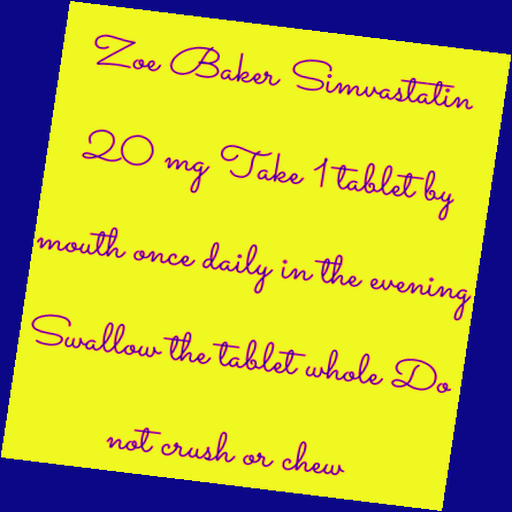 Zoe Baker Simvastatin
20 mg Take 1 tablet by
mouth once daily in the evening
Swallow the tablet whole Do
not crush or chew